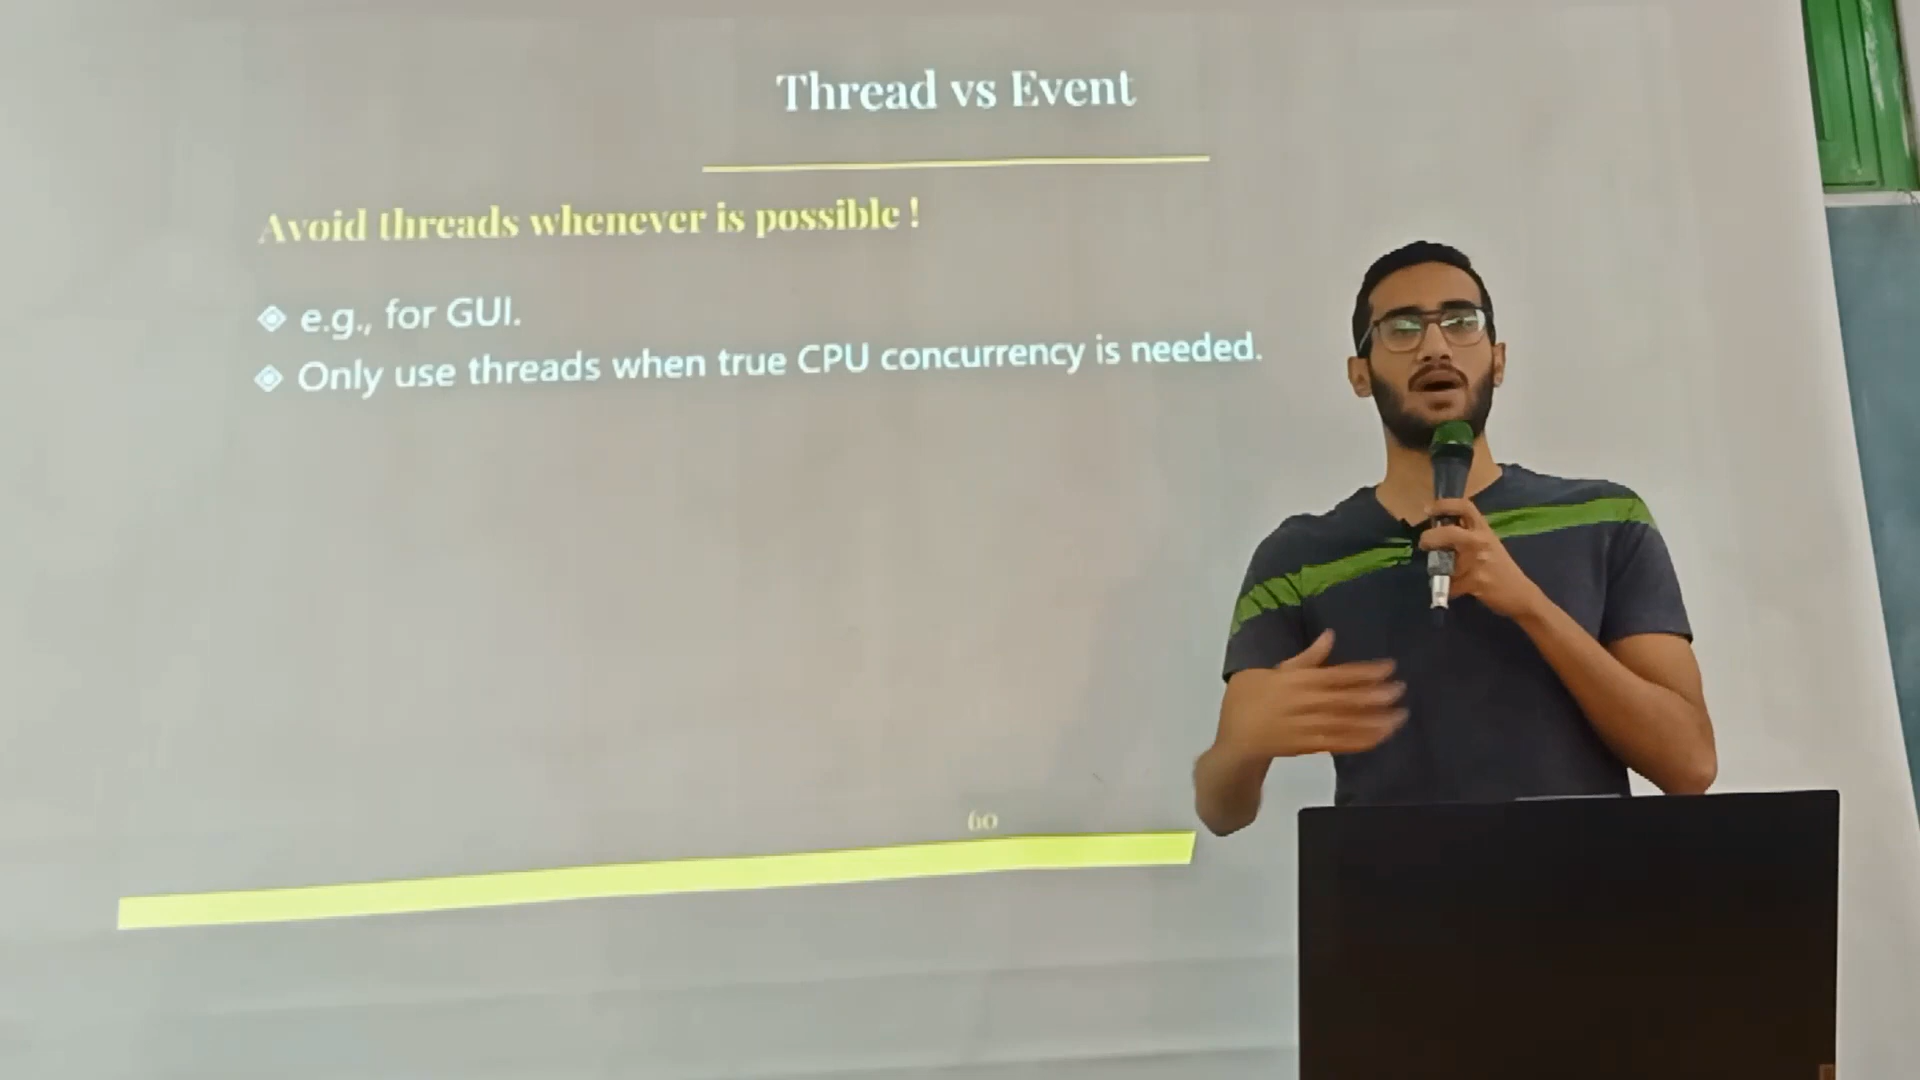 Thread vs Event
Avoid threads whenever is possible !
e.g., for GUI.
Only use threads when true CPU concurrency is needed.
60